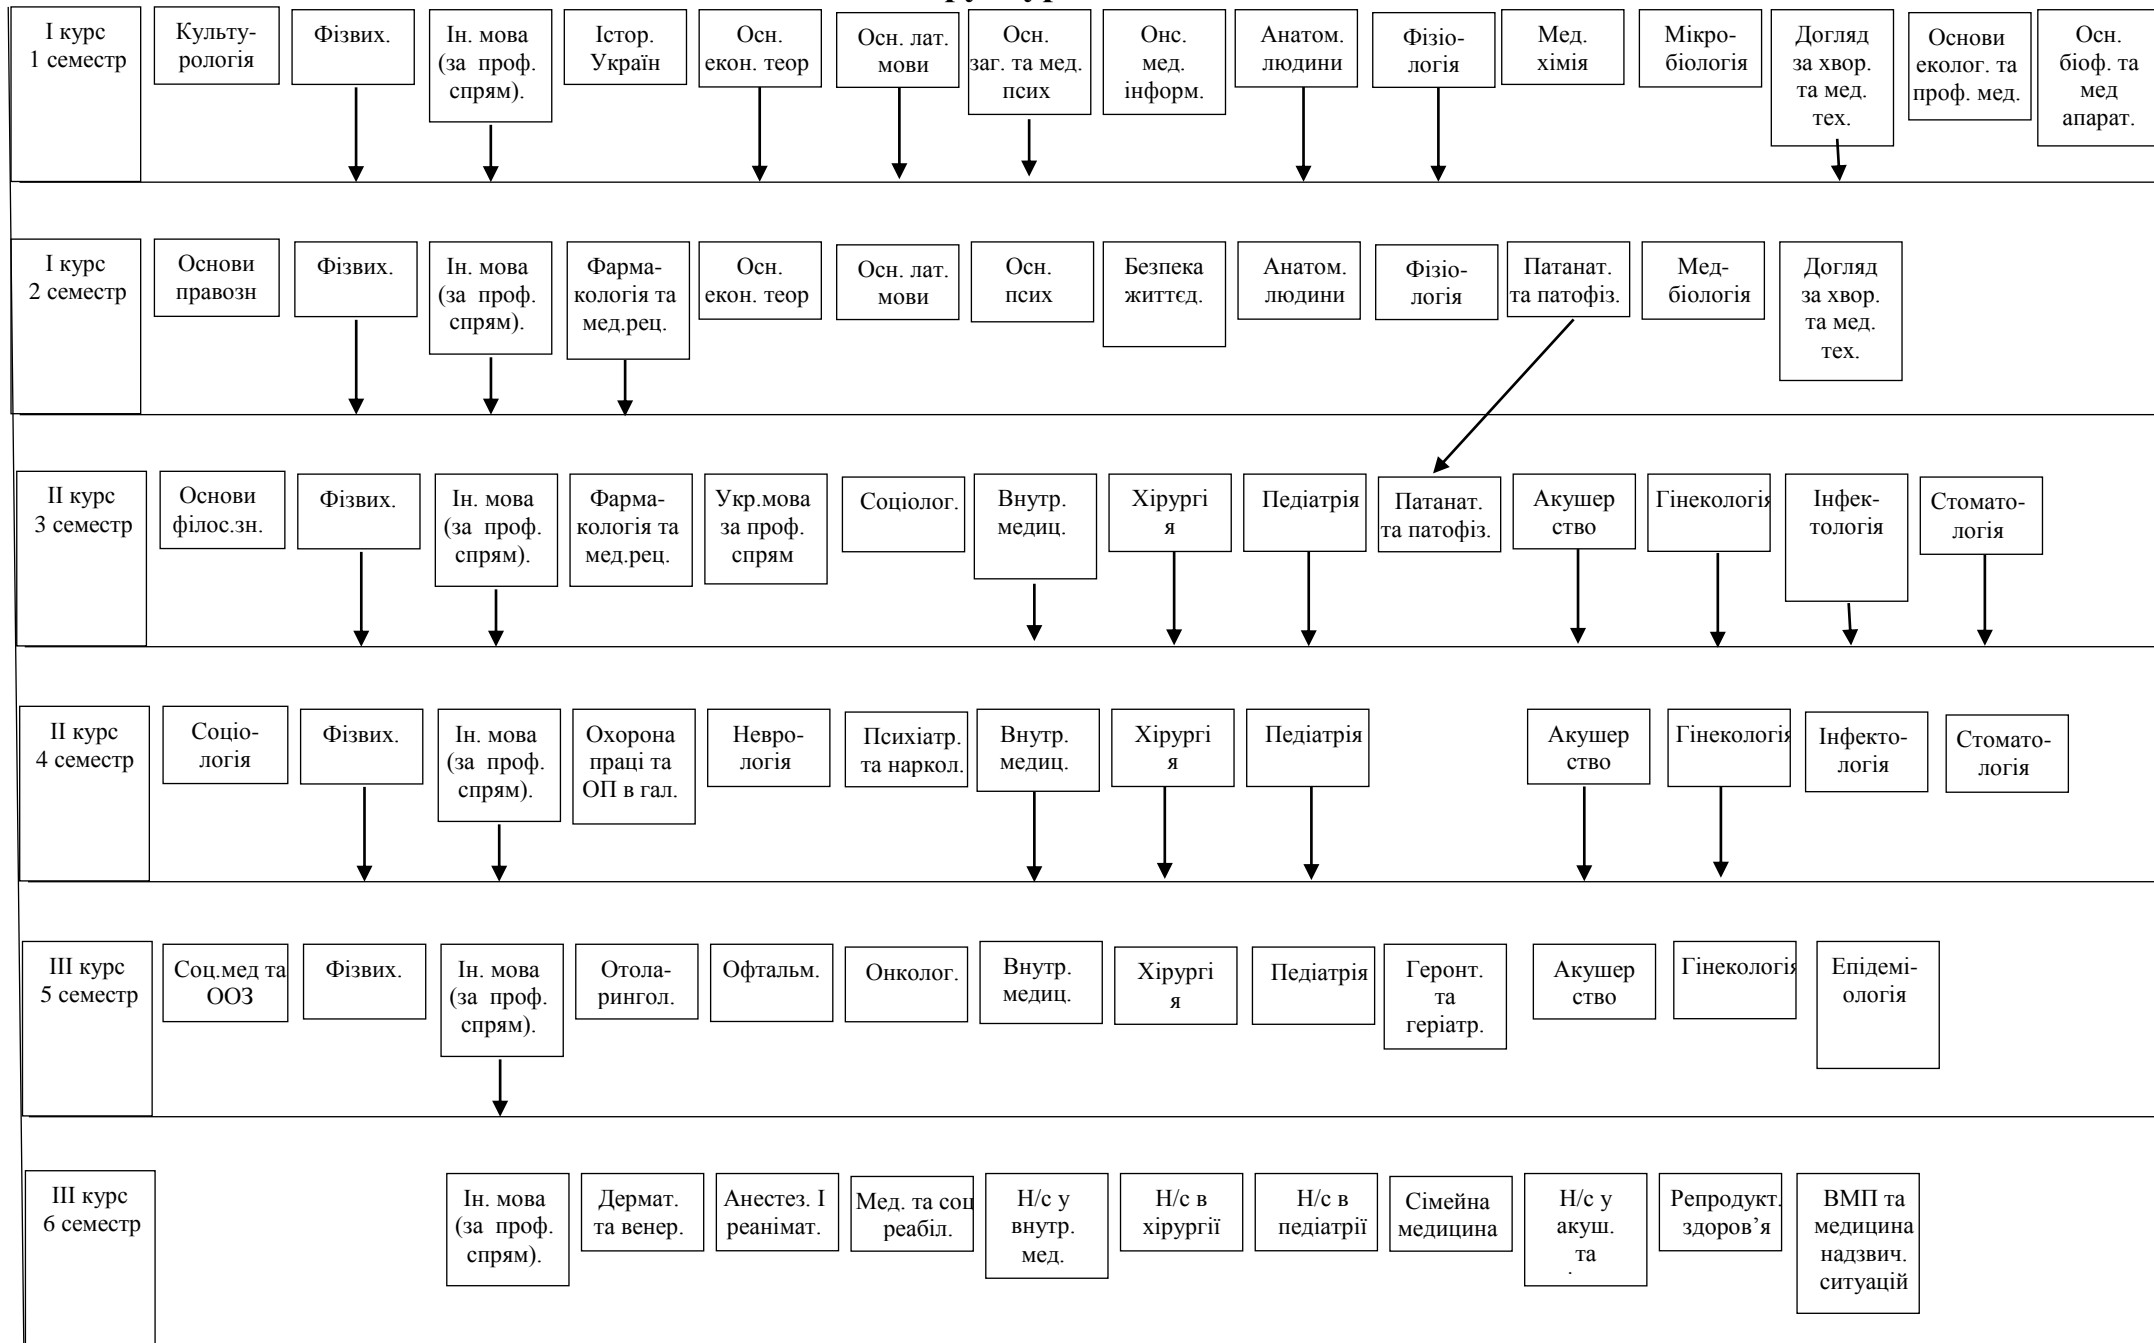 І курс
1 семестр
Культу-
рологія
Фізвих.
Ін. мова
(за проф.
спрям).
Істор.
Україн
Осн.
екон. теор
Осн. лат.
мови
Осн.
заг. та мед.
псих
Онс.
мед.
інформ.
Анатом.
людини
Фізіо-
логія
Мед.
хімія
Мікро-
біологія
Догляд
за хвор.
та мед.
тех.
Основи
еколог. та
проф. мед.
Осн.
біоф. та
мед
апарат.
І курс
2 семестр
Основи
правозн
Фізвих.
Ін. мова
(за проф.
спрям).
Фарма-
кологія та
мед.рец.
Осн.
екон. теор
Осн. лат.
мови
Осн.
псих
Безпека
життєд.
Анатом.
людини
Фізіо-
логія
Патанат.
та патофіз.
Мед-
біологія
Догляд
за хвор.
та мед.
тех.
ІІ курс
3 семестр
Основи
філос.зн.
Фізвих.
Ін. мова
(за проф.
спрям).
Фарма-
кологія та
мед.рец.
Укр.мова
за проф.
спрям
Соціолог.
Внутр.
медиц.
Хірургі
я
Педіатрія
Патанат.
та патофіз.
Акушер
ство
Гінекологія
Інфек-
тологія
Стомато-
логія
ІІ курс
4 семестр
Соціо-
логія
Фізвих.
Ін. мова
(за проф.
спрям).
Охорона
праці та
ОП в гал.
Невро-
логія
Психіатр.
та наркол.
Внутр.
медиц.
Хірургі
я
Педіатрія
Акушер
ство
Гінекологія
Інфекто-
логія
Стомато-
логія
ІІІ курс
5 семестр
Соц.мед та
ООЗ
Фізвих.
Ін. мова
(за проф.
спрям).
Отола-
рингол.
Офтальм.
Онколог.
Внутр.
медиц.
Хірургі
я
Педіатрія
Геронт.
та
геріатр.
Акушер
ство
Гінекологія
Епідемі-
ологія
ІІІ курс
6 семестр
Ін. мова
(за проф.
спрям).
Дермат.
та венер.
Анестез. І
реанімат.
Мед. та соц
реабіл.
Н/с у
внутр.
мед.
Н/с в
хірургії
Н/с в
педіатрії
Сімейна
медицина
Н/с у
акуш.
та
Репродукт.
здоров’я
ВМП та
медицина
надзвич.
ситуацій